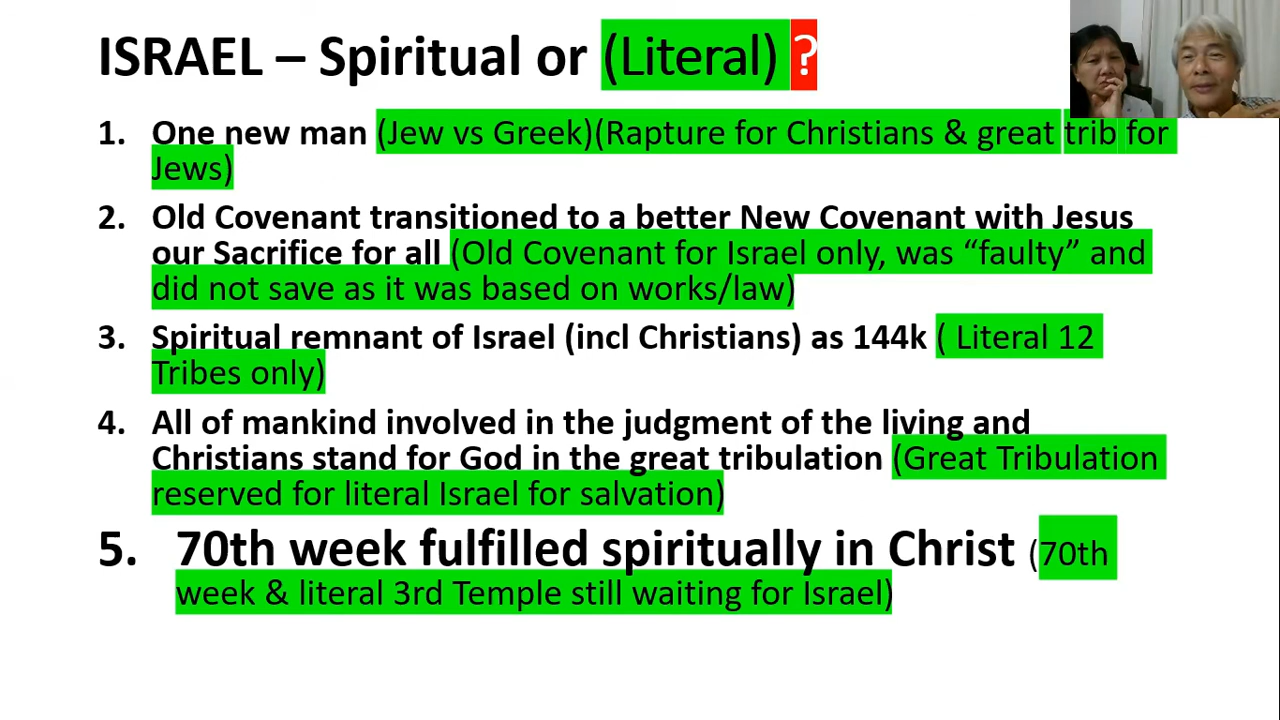 ISRAEL – Spiritual or (Literal) ?
1. One new man (Jew vs Greek)(Rapture for Christians & great trib for
Jews)
2. Old Covenant transitioned to a better New Covenant with Jesus
our Sacrifice for all (Old Covenant for Israel only, was “faulty” and
did not save as it was based on works/law)
3. Spiritual remnant of Israel (incl Christians) as 144k ( Literal 12
Tribes only)
4. All of mankind involved in the judgment of the living and
Christians stand for God in the great tribulation (Great Tribulation
reserved for literal Israel for salvation)
5. 70th week fulfilled spiritually in Christ (70th
week & literal 3rd Temple still waiting for Israel)